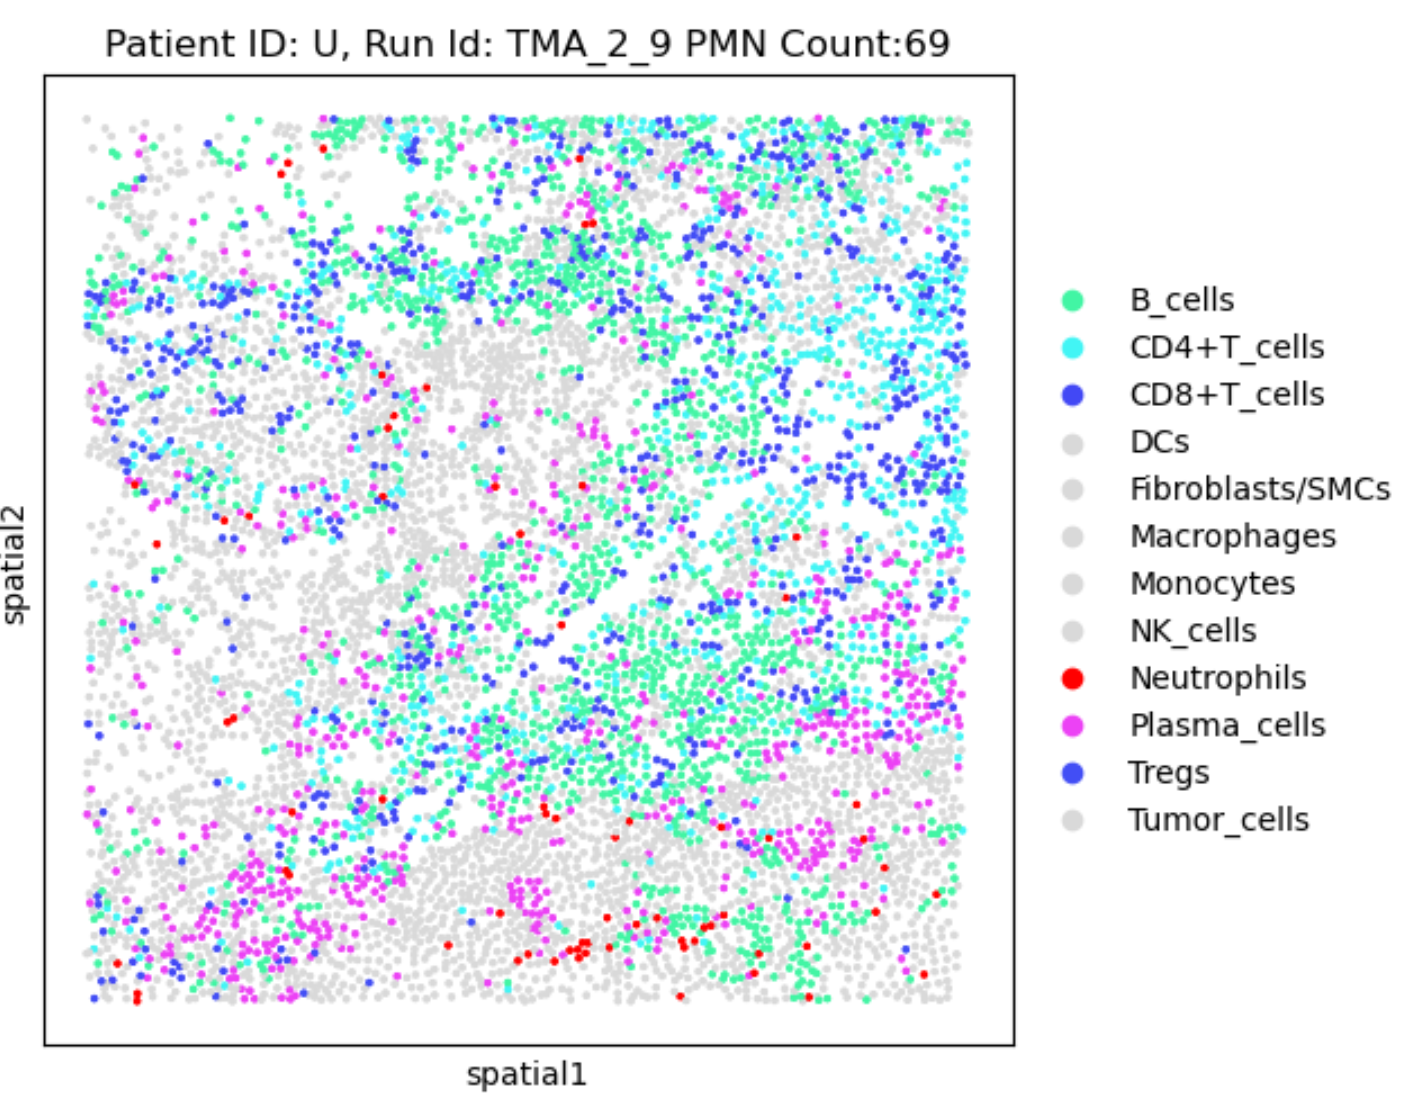 Patient ID: U, Run Id: TMA_2_9 PMN Count:69
spatial2
spatial1
B_cells
CD4+T_cells
CD8+T_cells
DCs
Fibroblasts/SMCs
Macrophages
Monocytes
NK_cells
Neutrophils
Plasma_cells
Tregs
Tumor_cells